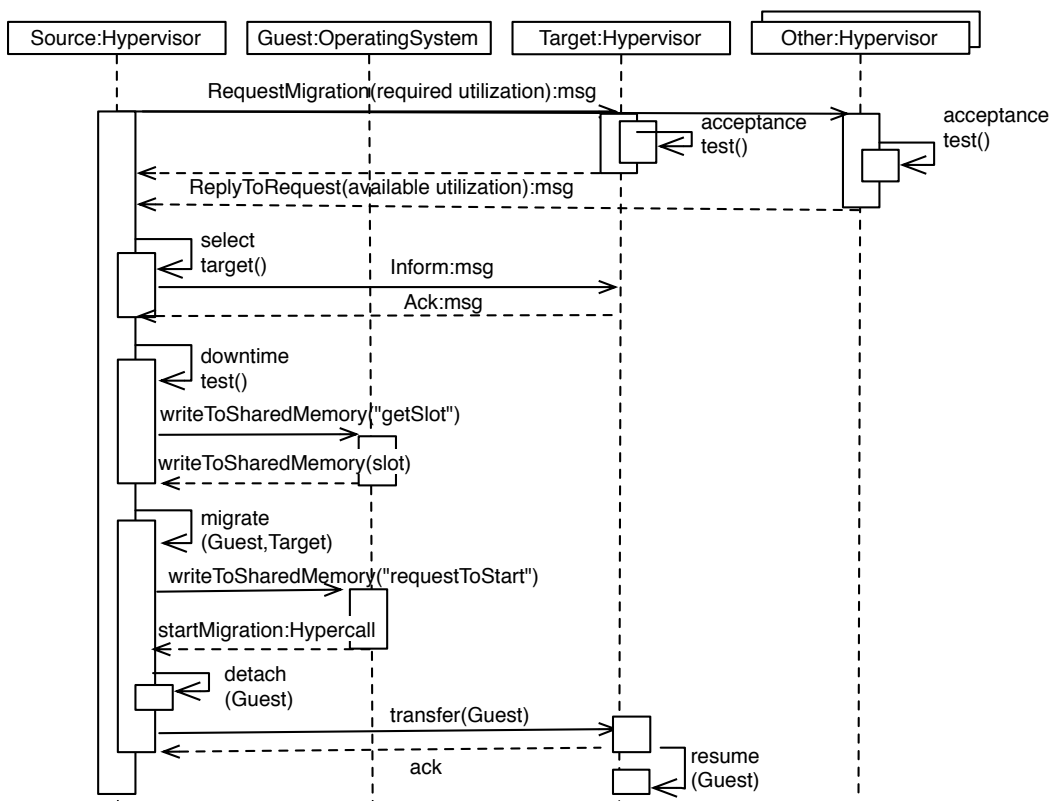 Source:Hypervisor
Guest:OperatingSystem
Target:Hypervisor
Other:Hypervisor
RequestMigration(required utilization):msg
acceptance
test()
acceptance
test()
ReplyToRequest(available utilization):msg
select
target()
Inform:msg
Ack:msg
downtime
test()
writeToSharedMemory("getSlot")
writeToSharedMemory(slot)
migrate
(Guest,Target)
writeToSharedMemory("requestToStart")
startMigration:Hypercall
detach
(Guest)
transfer(Guest)
ack
resume
(Guest)